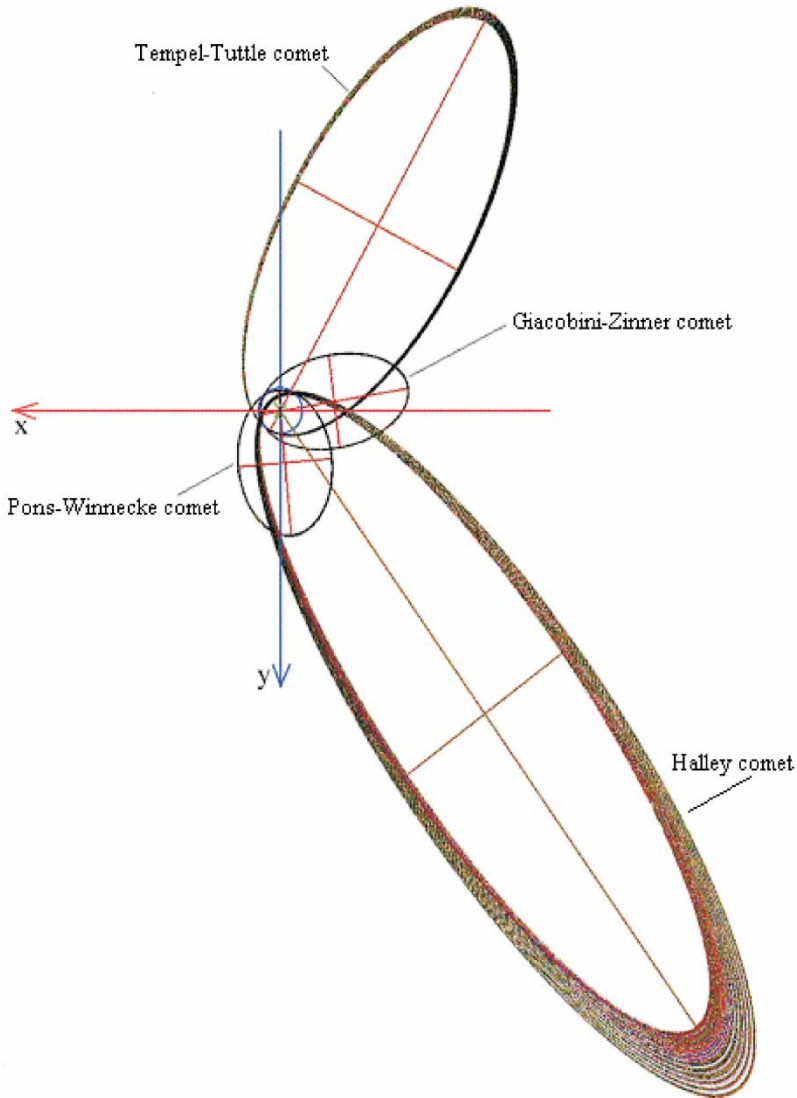 Tempel-Tuttle comet
Giacobini-Zinner comet
x
Pons-Winnecke comet
y
Halley comet